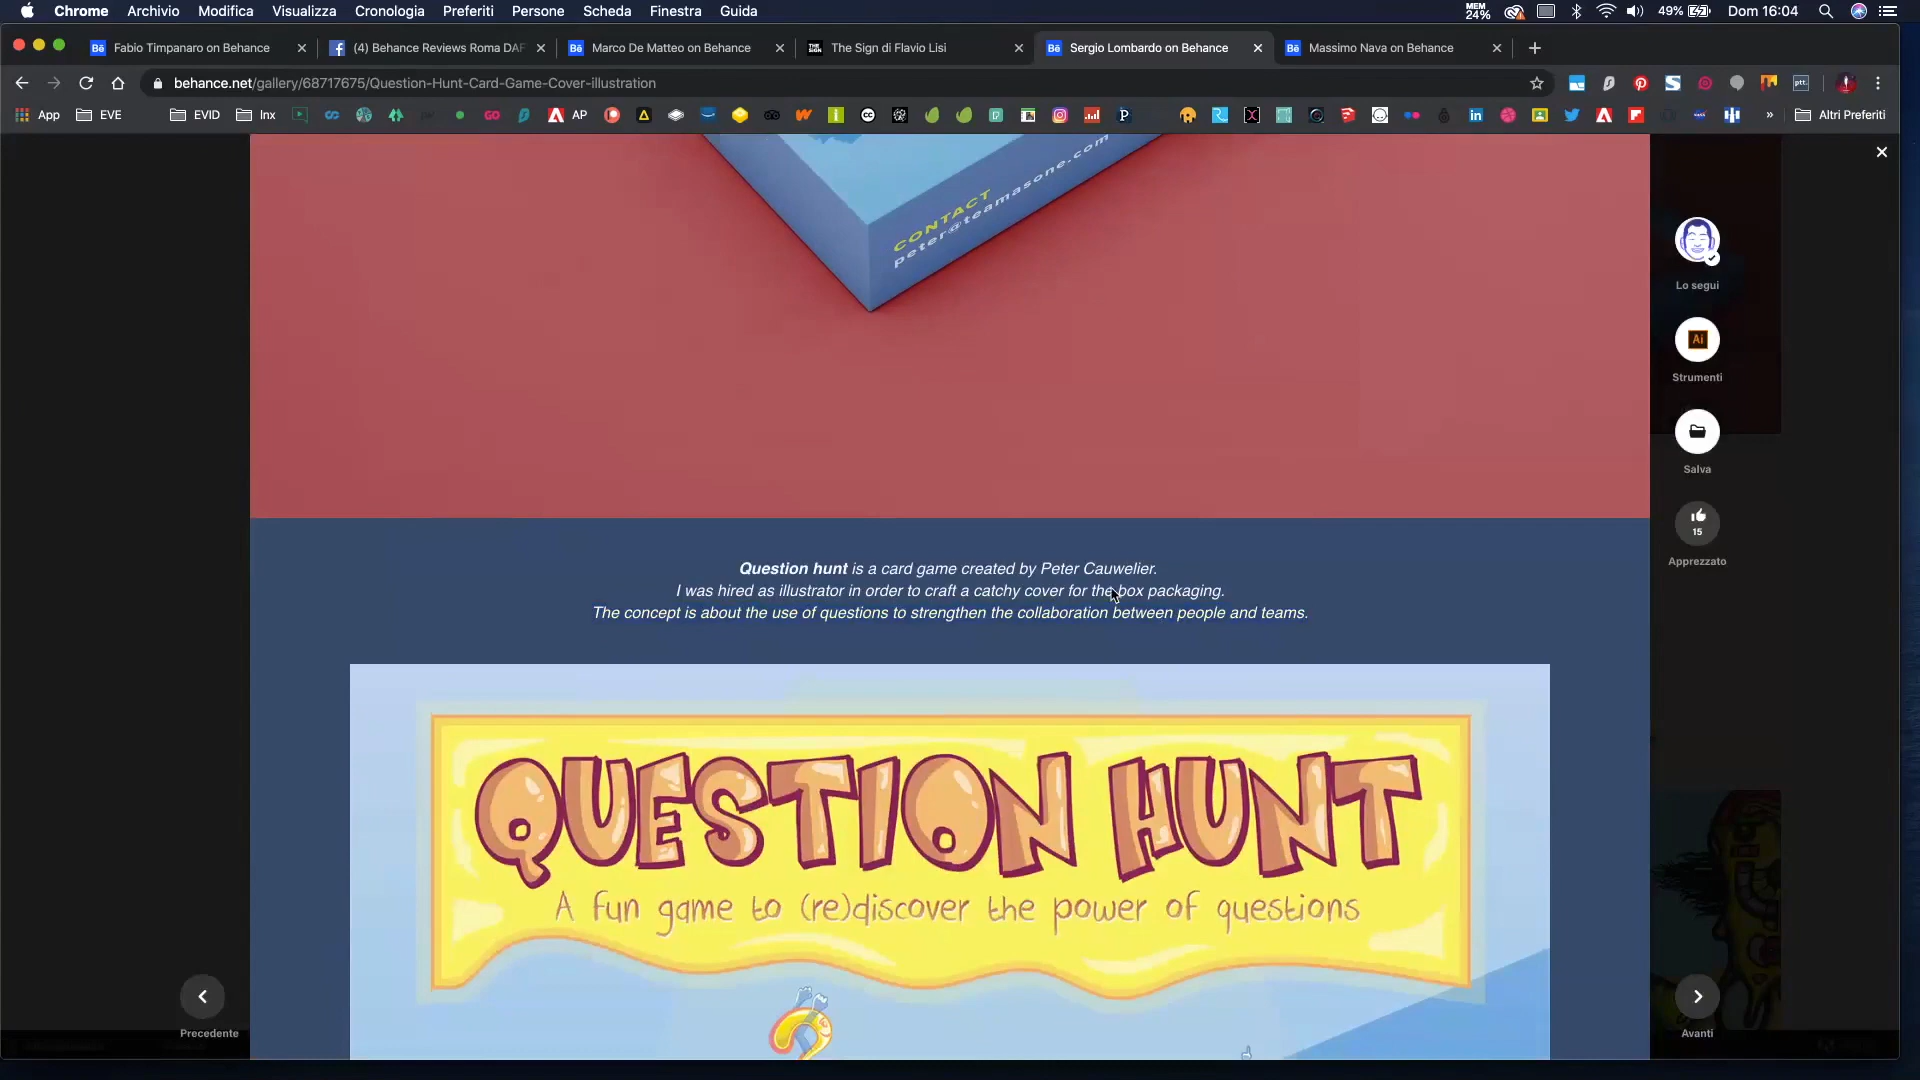 Chrome Archivio Modifica Visualizza Cronologia Preferiti Persone Scheda Finestra Guida MEM 24% 49% Dom 16:04
Fabio Timpanaro on Behance (4) Behance Reviews Roma DAF Marco De Matteo on Behance The Sign di Flavio Lisi Sergio Lombardo on Behance Massimo Nava on Behance
behance.net/gallery/68717675/Question-Hunt-Card-Game-Cover-illustration
App EVE EVID Inx AP Altri Preferiti
CONTACT
peter@teamasone.com
Lo segui
Ai
Strumenti
Salva
15
Apprezzato
Question hunt is a card game created by Peter Cauwelier.
I was hired as illustrator in order to craft a catchy cover for the box packaging.
The concept is about the use of questions to strengthen the collaboration between people and teams.
QUESTION HUNT
A fun game to (re)discover the power of questions
Precedente
Avanti